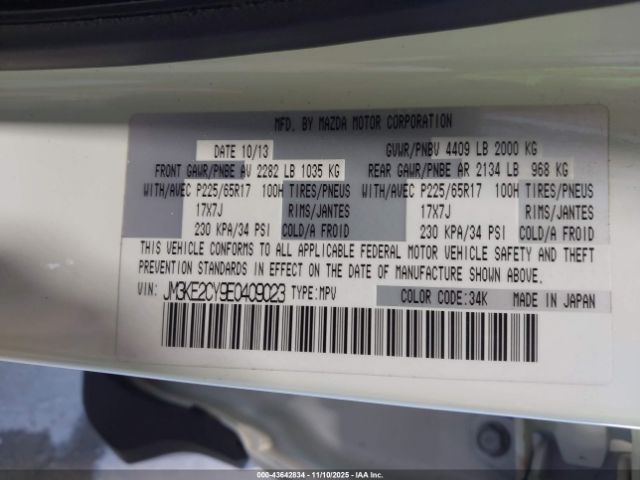 MFD. BY MAZDA MOTOR CORPORATION
DATE 10/13 GVWR/PNBV 4409 LB 2000 KG
FRONT GAWR/PNBE AV 2282 LB 1035 KG REAR GAWR/PNBE AR 2134 LB 968 KG
WITH/AVEC P225/65R17 100H TIRES/PNEUS WITH/AVEC P225/65R17 100H TIRES/PNEUS
17X7J RIMS/JANTES 17X7J RIMS/JANTES
230 KPA/34 PSI COLD/A FROID 230 KPA/34 PSI COLD/A FROID
THIS VEHICLE CONFORMS TO ALL APPLICABLE FEDERAL MOTOR VEHICLE SAFETY AND THEFT
PREVENTION STANDARDS IN EFFECT ON THE DATE OF MANUFACTURE SHOWN ABOVE.
VIN: JM3KE2CY9E0409023 TYPE:MPV COLOR CODE:34K MADE IN JAPAN
000-43642834 - 11/10/2025 - IAAI.COM